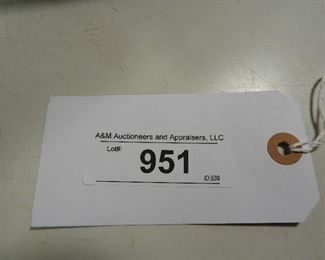 A&M Auctioneers and Appraisers, LLC
Lot#:
951
ID:539